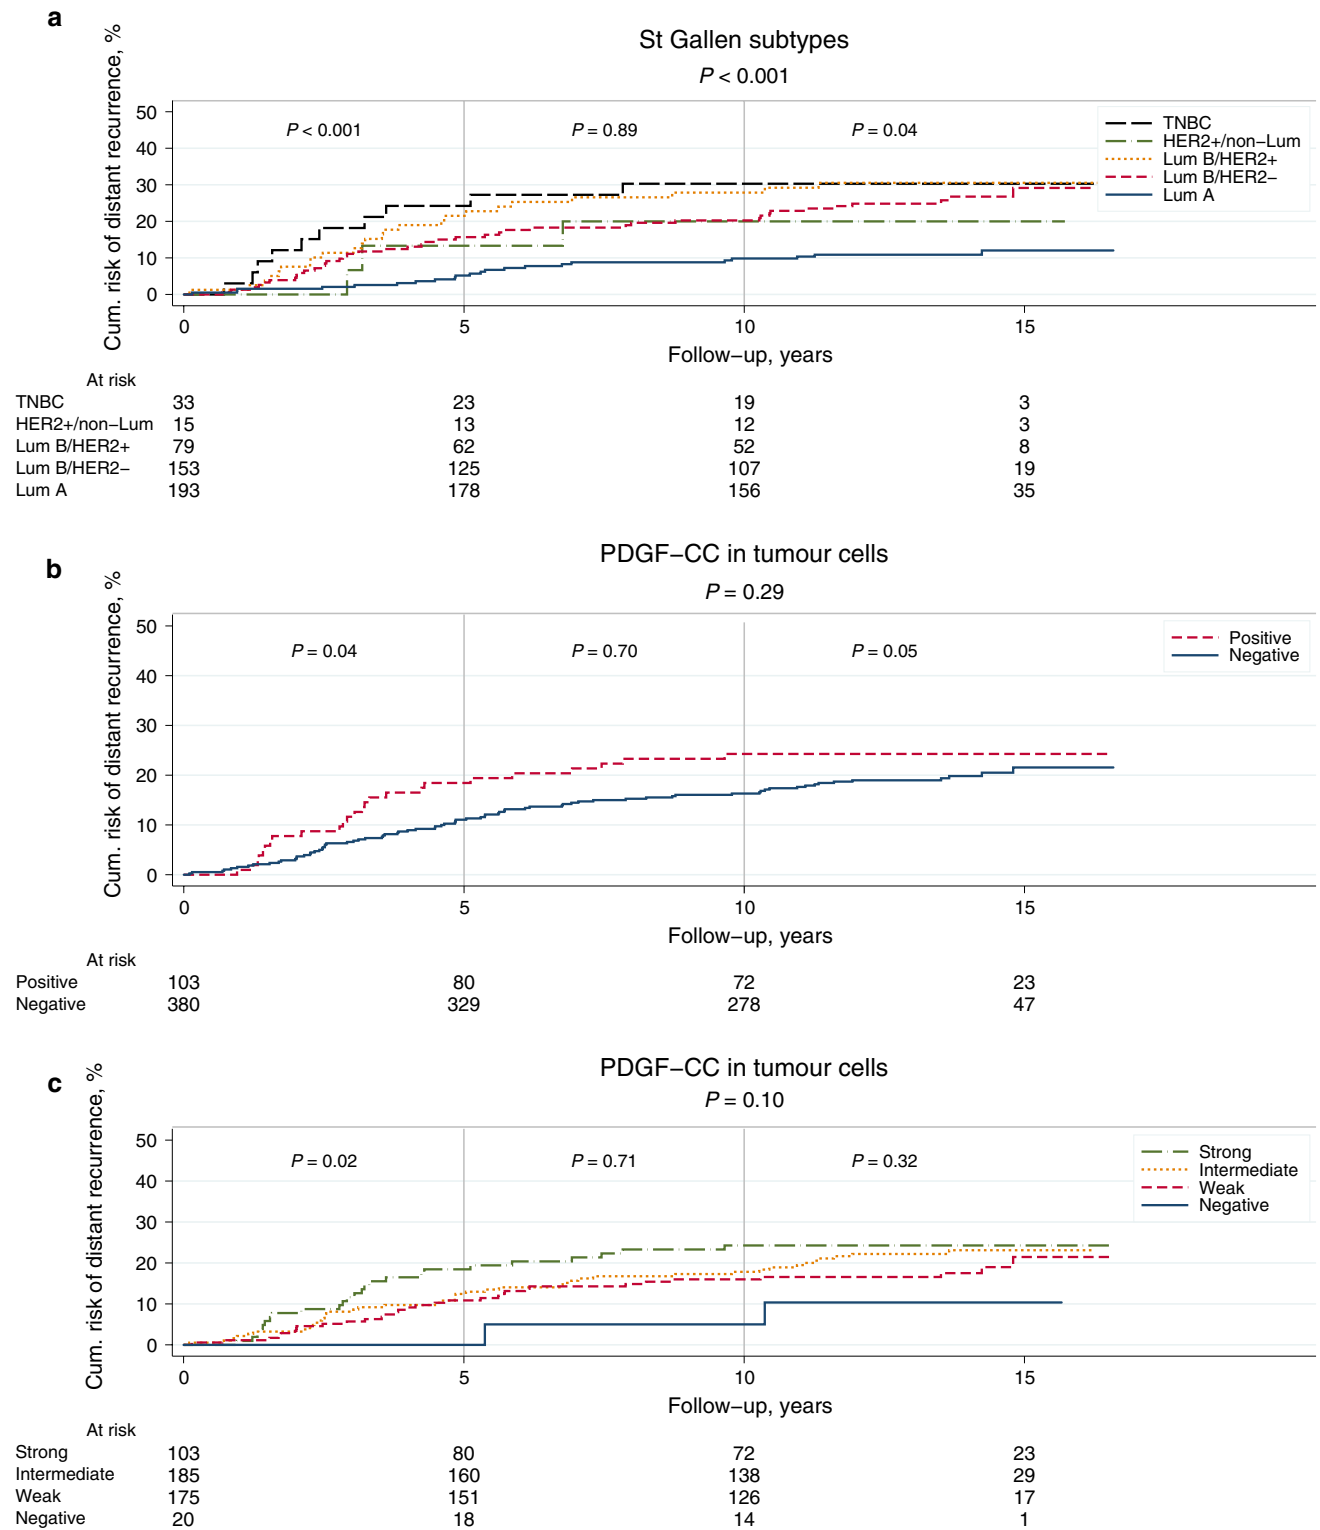 a
St Gallen subtypes
P < 0.001
Cum. risk of distant recurrence, %
50
40
30
20
10
0
P < 0.001
P = 0.89
P = 0.04
TNBC
HER2+/non−Lum
Lum B/HER2+
Lum B/HER2−
Lum A
0 5 10 15
Follow−up, years
At risk
TNBC 33 23 19 3
HER2+/non−Lum 15 13 12 3
Lum B/HER2+ 79 62 52 8
Lum B/HER2− 153 125 107 19
Lum A 193 178 156 35
b
PDGF−CC in tumour cells
P = 0.29
Cum. risk of distant recurrence, %
50
40
30
20
10
0
P = 0.04
P = 0.70
P = 0.05
Positive
Negative
0 5 10 15
Follow−up, years
At risk
Positive 103 80 72 23
Negative 380 329 278 47
c
PDGF−CC in tumour cells
P = 0.10
Cum. risk of distant recurrence, %
50
40
30
20
10
0
P = 0.02
P = 0.71
P = 0.32
Strong
Intermediate
Weak
Negative
0 5 10 15
Follow−up, years
At risk
Strong 103 80 72 23
Intermediate 185 160 138 29
Weak 175 151 126 17
Negative 20 18 14 1